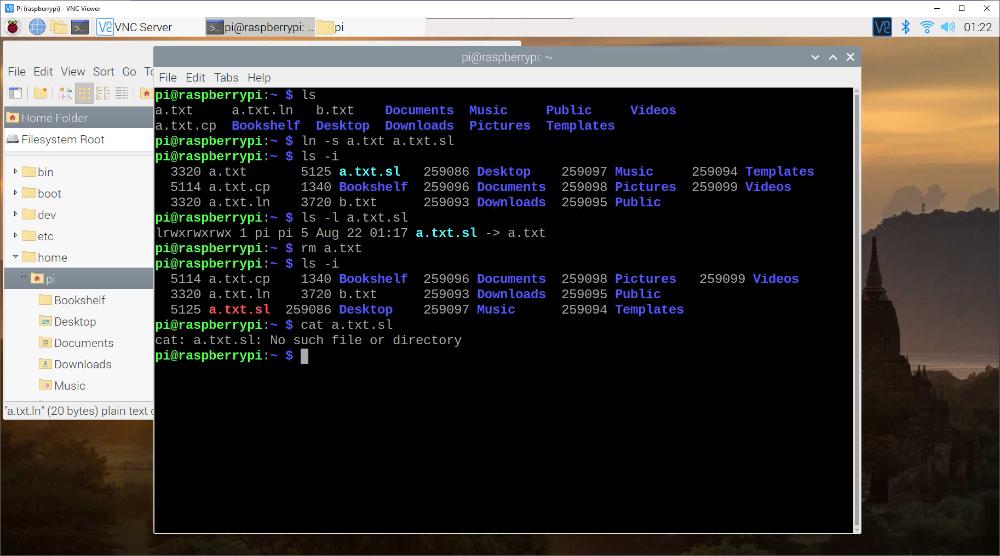 Pi (raspberrypi) - VNC Viewer
VNC Server
pi@raspberrypi: ...
pi
01:22
File Edit View Sort Go
Home Folder
Filesystem Root
bin
boot
dev
etc
home
pi
Bookshelf
Desktop
Documents
Downloads
Music
"a.txt.ln" (20 bytes) plain text
pi@raspberrypi: ~
File Edit Tabs Help
pi@raspberrypi:~ $ ls
a.txt a.txt.ln b.txt Documents Music Public Videos
a.txt.cp Bookshelf Desktop Downloads Pictures Templates
pi@raspberrypi:~ $ ln -s a.txt a.txt.sl
pi@raspberrypi:~ $ ls -i
3320 a.txt 5125 a.txt.sl 259086 Desktop 259097 Music 259094 Templates
5114 a.txt.cp 1340 Bookshelf 259096 Documents 259098 Pictures 259099 Videos
3320 a.txt.ln 3720 b.txt 259093 Downloads 259095 Public
pi@raspberrypi:~ $ ls -l a.txt.sl
lrwxrwxrwx 1 pi pi 5 Aug 22 01:17 a.txt.sl -> a.txt
pi@raspberrypi:~ $ rm a.txt
pi@raspberrypi:~ $ ls -i
5114 a.txt.cp 1340 Bookshelf 259096 Documents 259098 Pictures 259099 Videos
3320 a.txt.ln 3720 b.txt 259093 Downloads 259095 Public
5125 a.txt.sl 259086 Desktop 259097 Music 259094 Templates
pi@raspberrypi:~ $ cat a.txt.sl
cat: a.txt.sl: No such file or directory
pi@raspberrypi:~ $